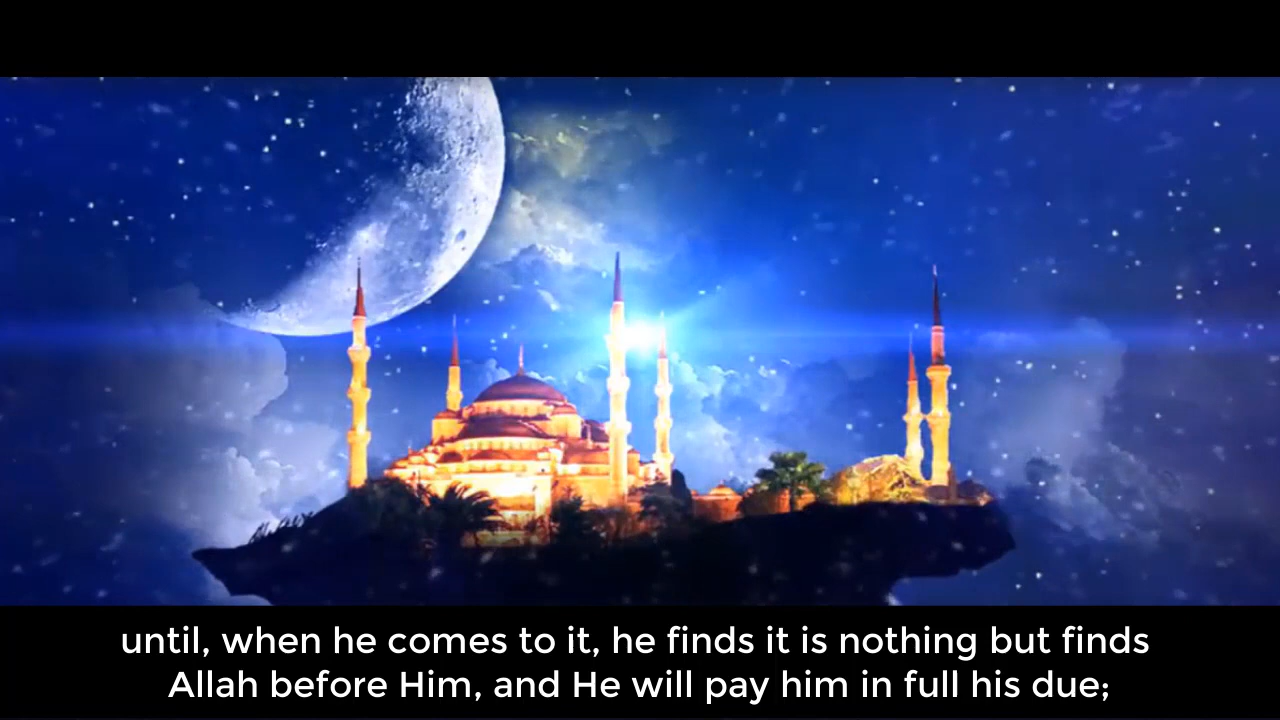 until, when he comes to it, he finds it is nothing but finds
Allah before Him, and He will pay him in full his due;